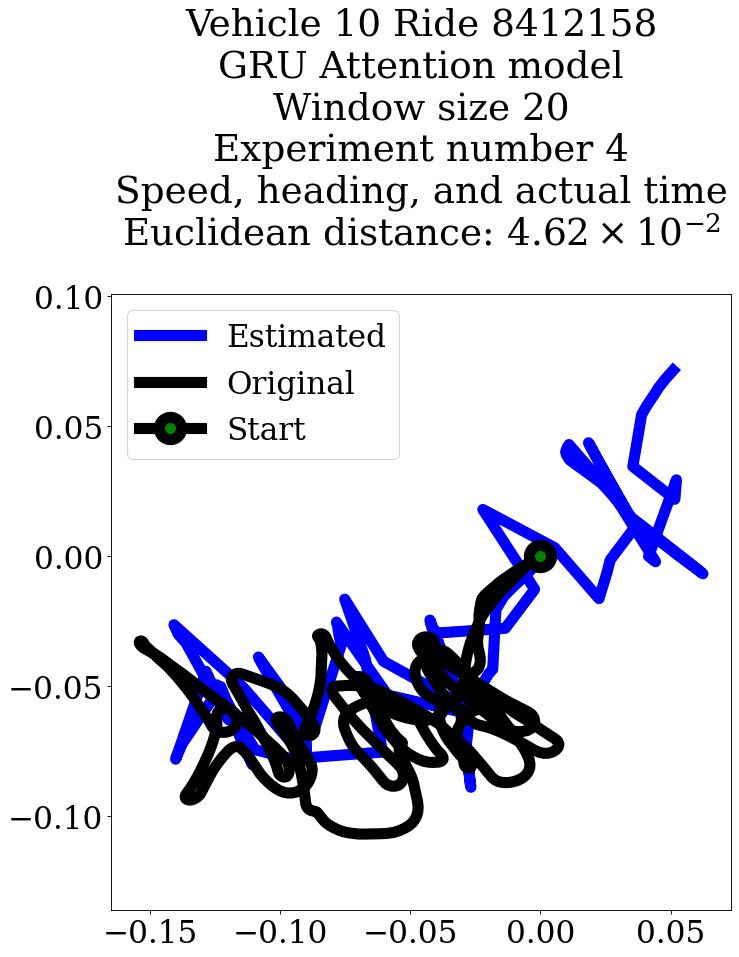 Vehicle 10 Ride 8412158
GRU Attention model
Window size 20
Experiment number 4
Speed, heading, and actual time
Euclidean distance: 4.62 × 10⁻²
Estimated
Original
Start
0.10
0.05
0.00
−0.05
−0.10
−0.15
−0.10
−0.05
0.00
0.05